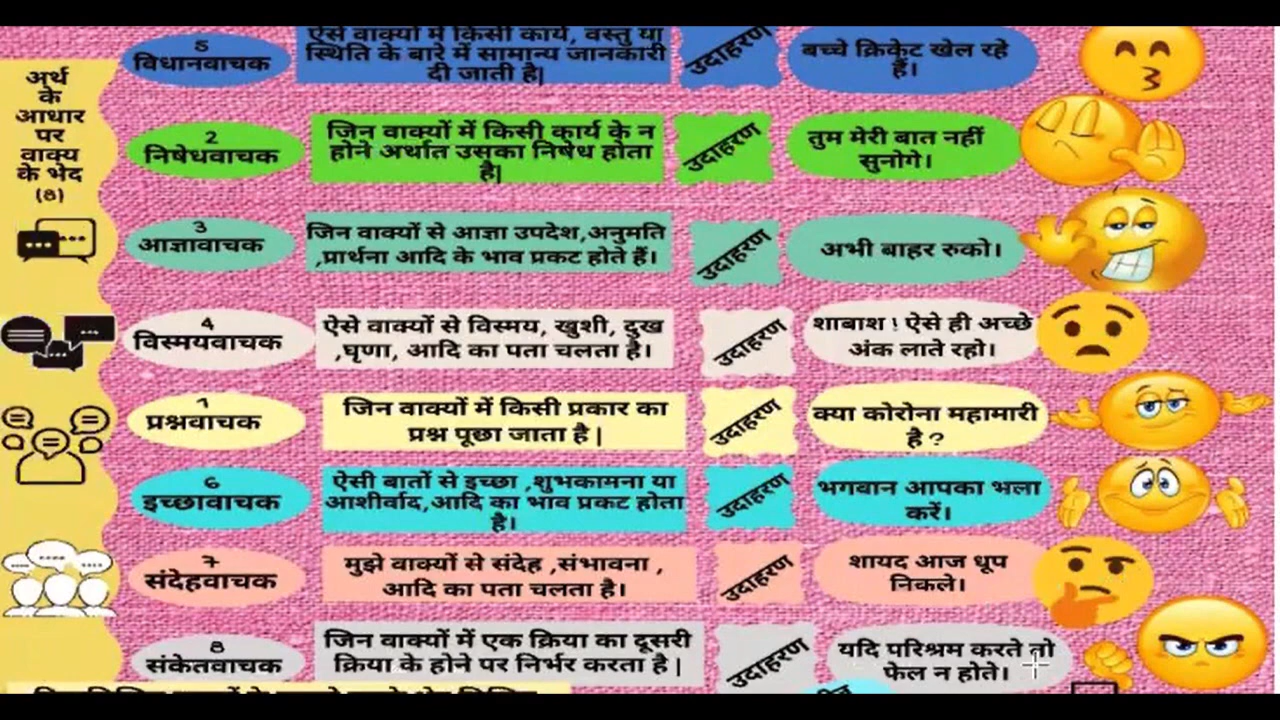 अर्थ
के
आधार
पर
वाक्य
के भेद
(8)
5
विधानवाचक
ऐसे वाक्यों में किसी कार्य, वस्तु या
स्थिति के बारे में सामान्य जानकारी
दी जाती है|
उदाहरण
बच्चे क्रिकेट खेल रहे
हैं।
2
निषेधवाचक
जिन वाक्यों में किसी कार्य के न
होने अर्थात उसका निषेध होता
है|
उदाहरण
तुम मेरी बात नहीं
सुनोगे।
3
आज्ञावाचक
जिन वाक्यों से आज्ञा उपदेश,अनुमति
,प्रार्थना आदि के भाव प्रकट होते हैं।
उदाहरण
अभी बाहर रुको।
4
विस्मयवाचक
ऐसे वाक्यों से विस्मय, खुशी, दुख
,घृणा, आदि का पता चलता है।
उदाहरण
शाबाश ! ऐसे ही अच्छे
अंक लाते रहो।
1
प्रश्नवाचक
जिन वाक्यों में किसी प्रकार का
प्रश्न पूछा जाता है |
उदाहरण
क्या कोरोना महामारी
है ?
6
इच्छावाचक
ऐसी बातों से इच्छा ,शुभकामना या
आशीर्वाद,आदि का भाव प्रकट होता
है।
उदाहरण
भगवान आपका भला
करें।
7
संदेहवाचक
मुझे वाक्यों से संदेह ,संभावना ,
आदि का पता चलता है।
उदाहरण
शायद आज धूप
निकले।
8
संकेतवाचक
जिन वाक्यों में एक क्रिया का दूसरी
क्रिया के होने पर निर्भर करता है |
उदाहरण
यदि परिश्रम करते तो
फेल न होते।